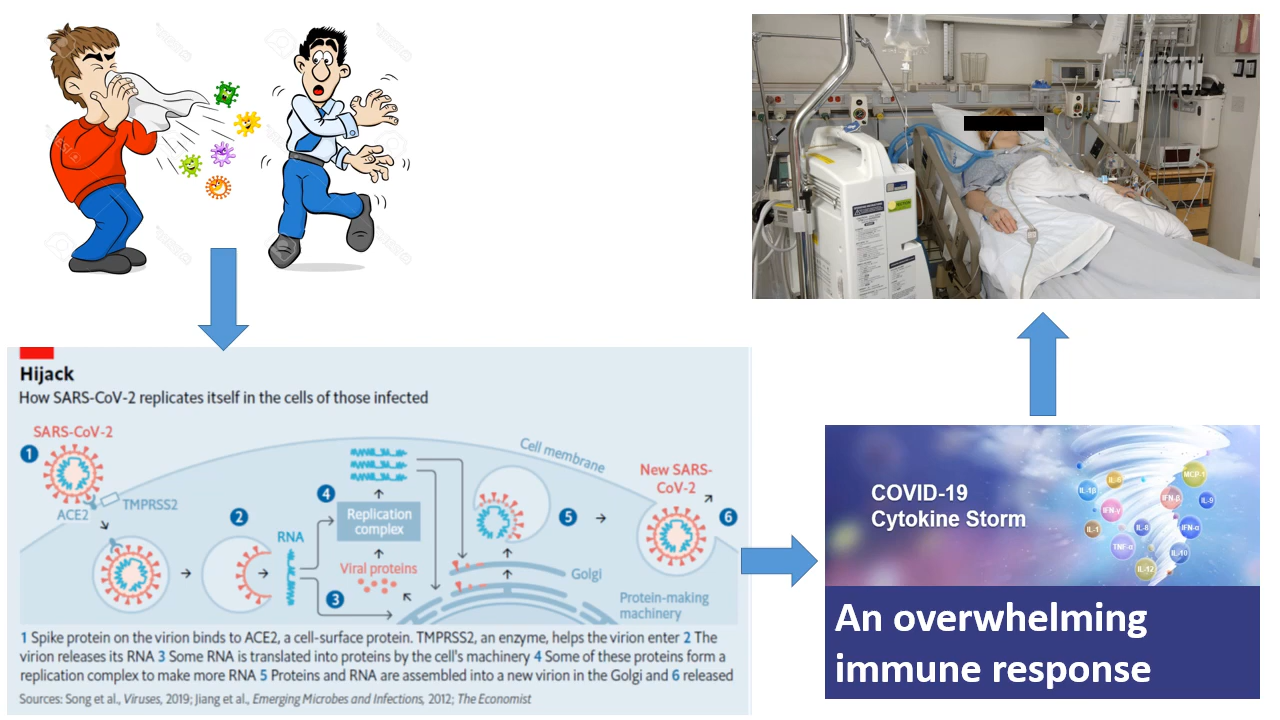 Hijack
How SARS-CoV-2 replicates itself in the cells of those infected
SARS-CoV-2
1
ACE2
TMPRSS2
2
RNA
4
Replication
complex
Viral proteins
3
Cell membrane
5
Golgi
Protein-making
machinery
New SARS-
CoV-2
6
1 Spike protein on the virion binds to ACE2, a cell-surface protein. TMPRSS2, an enzyme, helps the virion enter 2 The
virion releases its RNA 3 Some RNA is translated into proteins by the cell's machinery 4 Some of these proteins form a
replication complex to make more RNA 5 Proteins and RNA are assembled into a new virion in the Golgi and 6 released
Sources: Song et al., Viruses, 2019; Jiang et al., Emerging Microbes and Infections, 2012; The Economist
COVID-19
Cytokine Storm
MCP-1
IL-6
IL-1β
IFN-β
IL-9
IFN-γ
IL-1
IL-8
IFN-α
TNF-α
IL-10
IL-12
An overwhelming
immune response